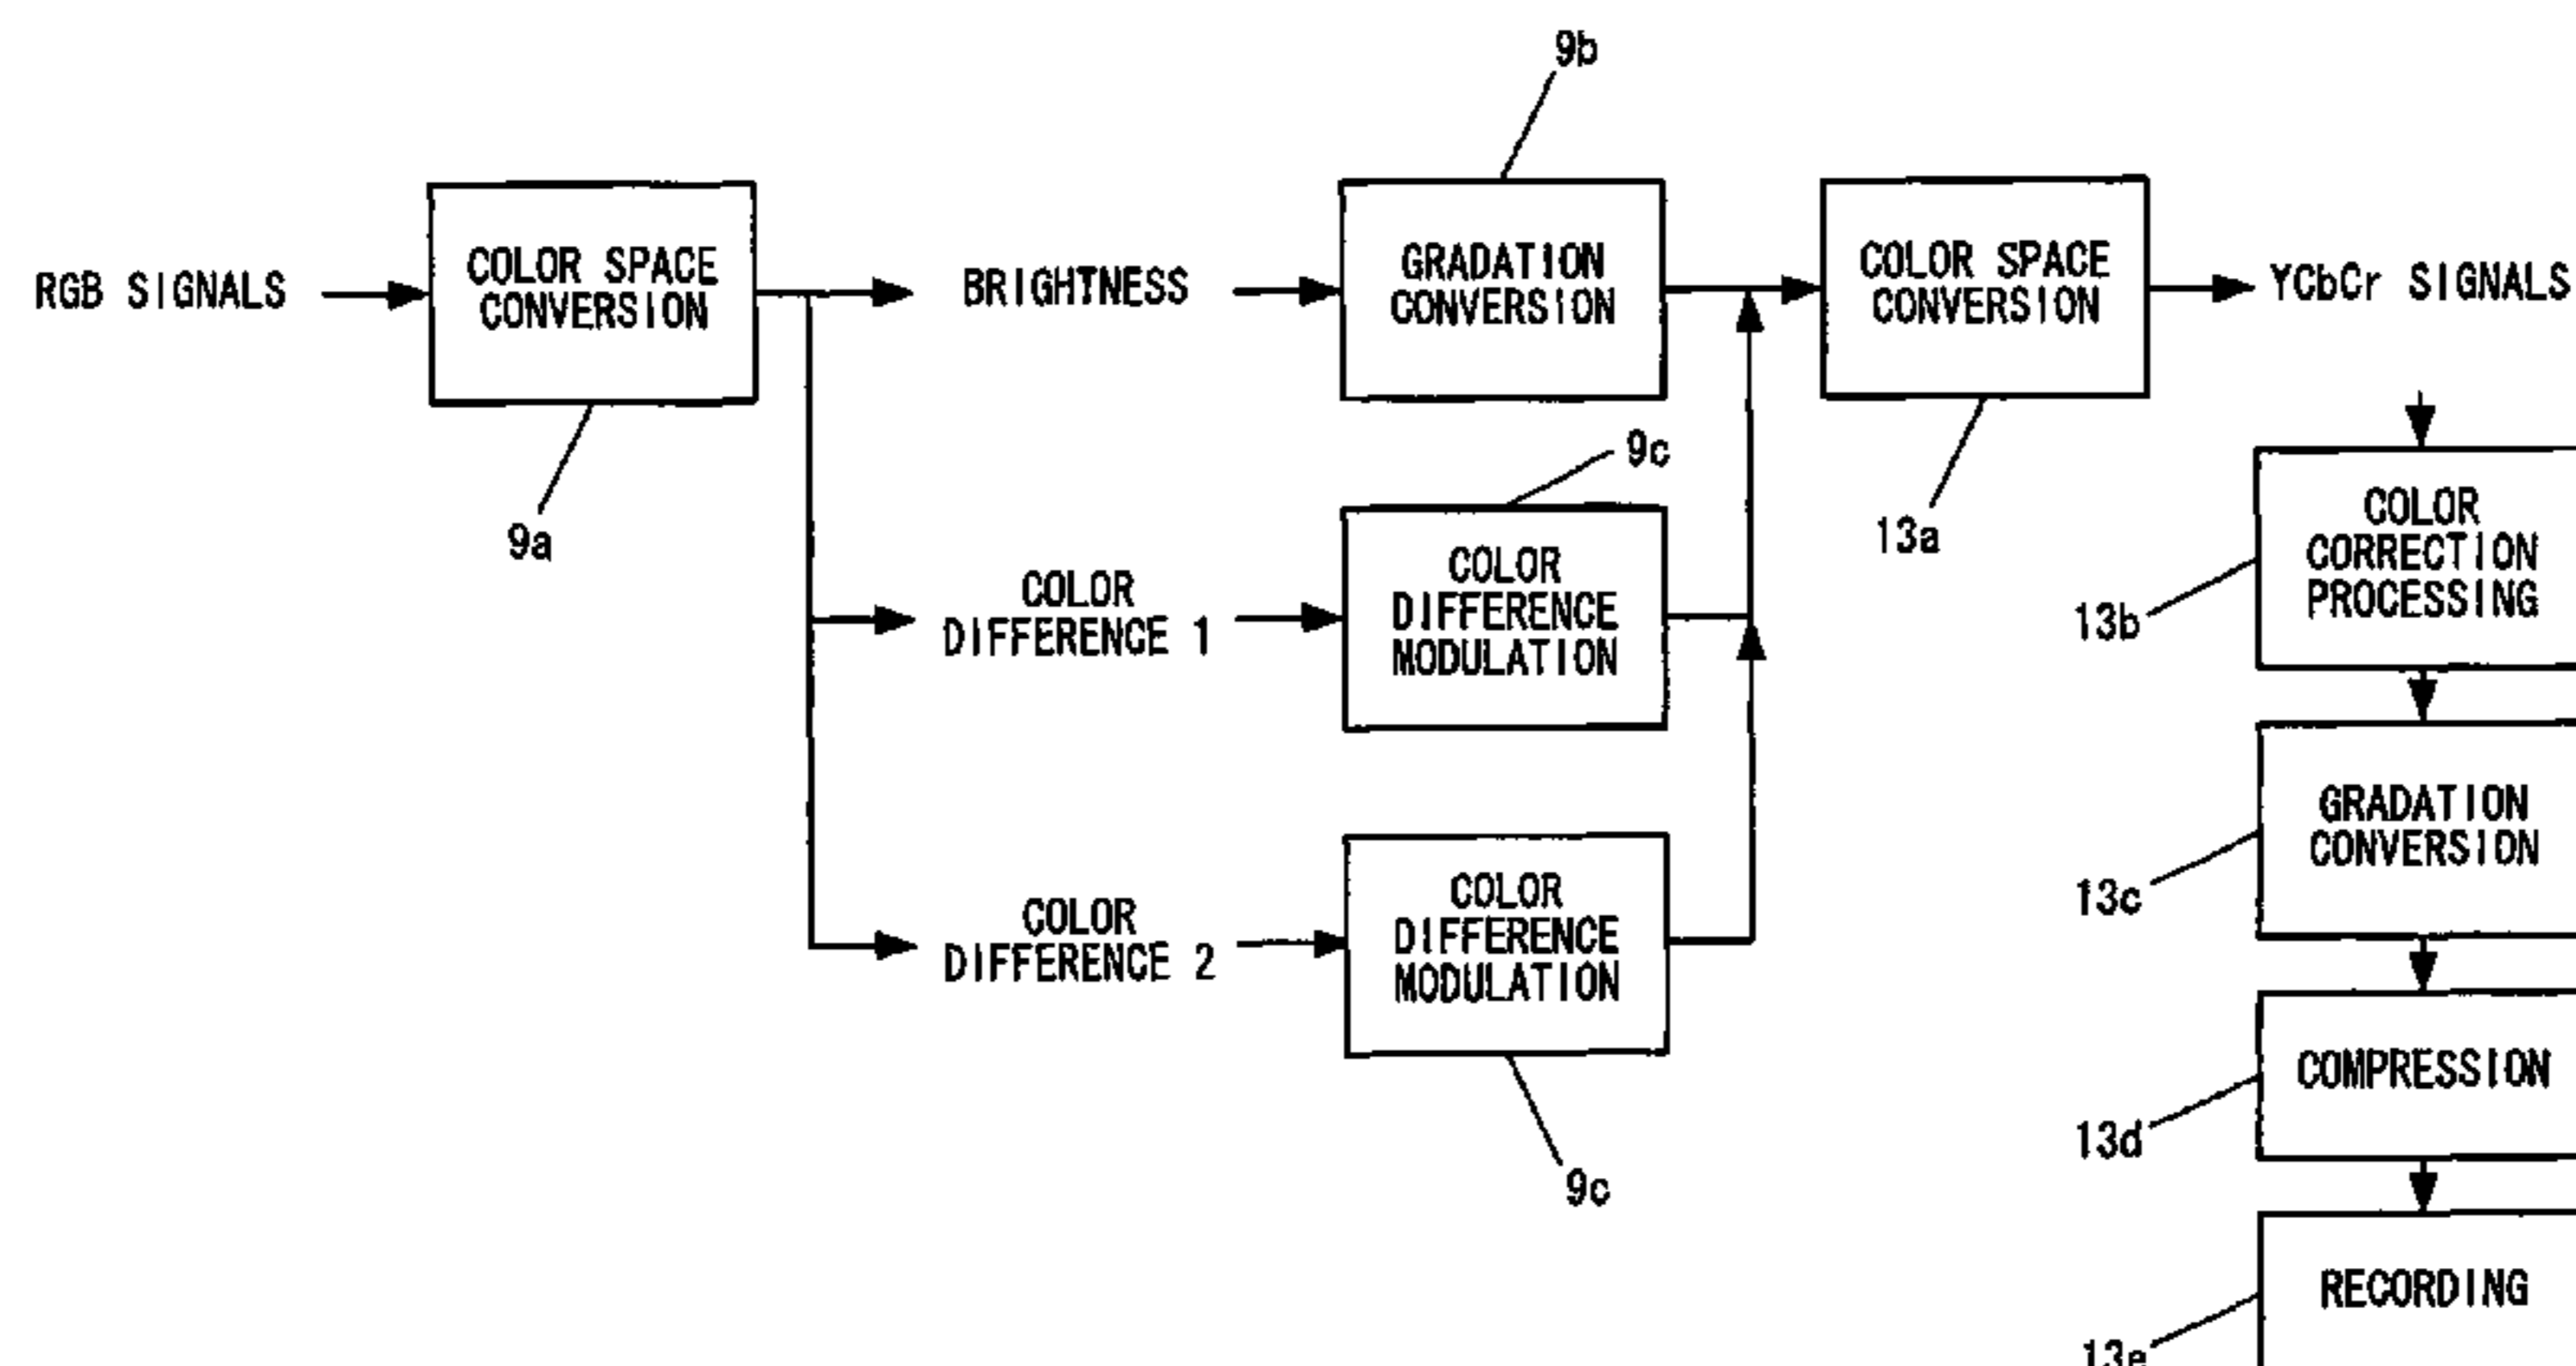 9b
RGB SIGNALS
COLOR SPACE
CONVERSION
9a
BRIGHTNESS
GRADATION
CONVERSION
COLOR SPACE
CONVERSION
13a
YCbCr SIGNALS
COLOR
DIFFERENCE 1
9c
COLOR
DIFFERENCE
MODULATION
COLOR
DIFFERENCE 2
COLOR
DIFFERENCE
MODULATION
9c
COLOR
CORRECTION
PROCESSING
13b
GRADATION
CONVERSION
13c
COMPRESSION
13d
RECORDING
13e